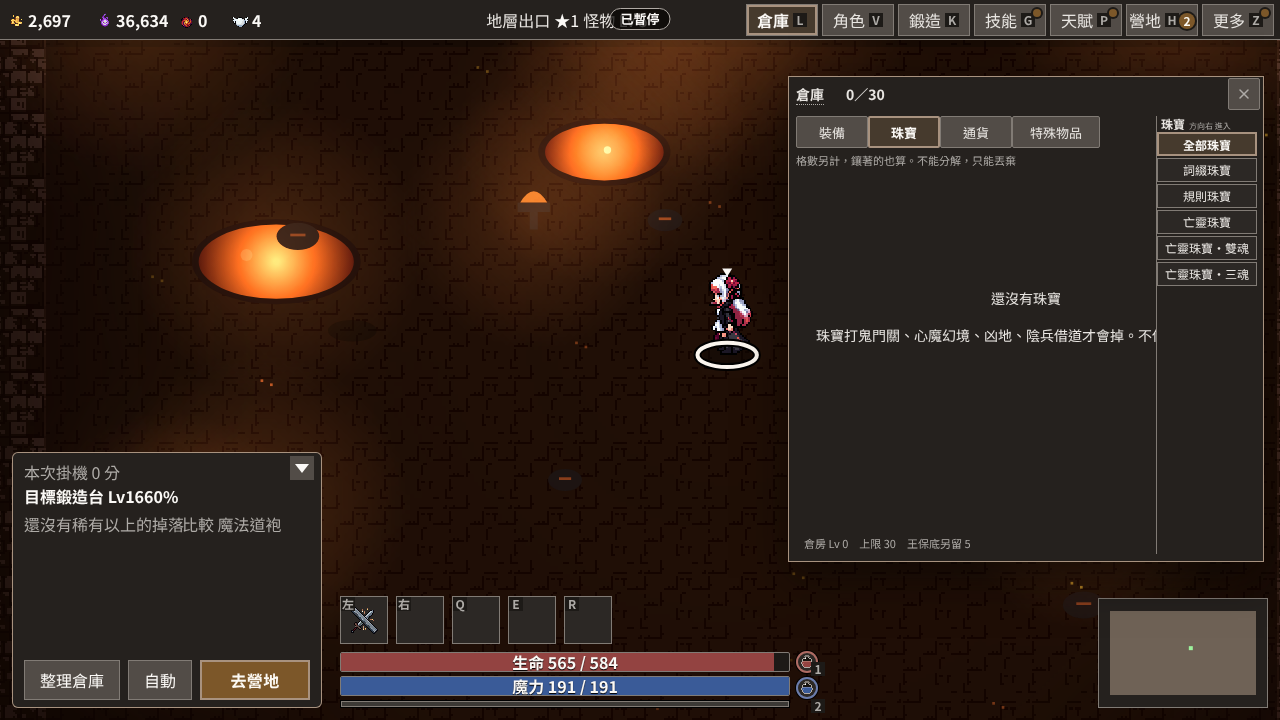 2,697 36,634 0 4 地層出口 ★1 怪物 已暫停 倉庫 L 角色 V 鍛造 K 技能 G 天賦 P 營地 H 2 更多 Z
倉庫 0／30 ×
裝備 珠寶 通貨 特殊物品
格數另計，鑲著的也算。不能分解，只能丟棄
還沒有珠寶
珠寶打鬼門關、心魔幻境、凶地、陰兵借道才會掉。不
倉房 Lv 0 上限 30 王保底另留 5
珠寶 方向右 進入
全部珠寶
詞綴珠寶
規則珠寶
亡靈珠寶
亡靈珠寶・雙魂
亡靈珠寶・三魂
本次掛機 0 分
目標鍛造台 Lv1660%
還沒有稀有以上的掉落比較 魔法道袍
整理倉庫 自動 去營地
左 右 Q E R
生命 565 / 584 1
魔力 191 / 191 2